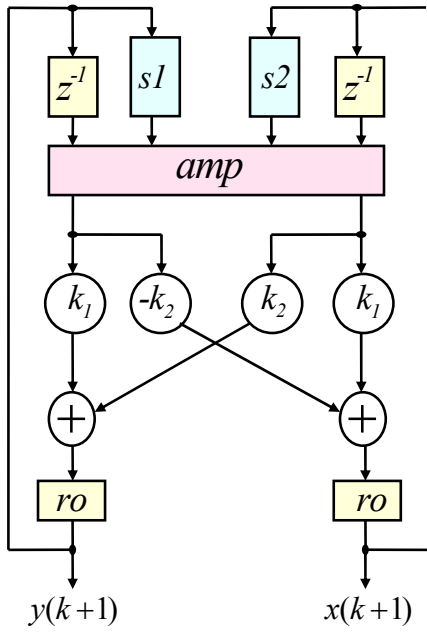 z⁻¹ s1 s2 z⁻¹
amp
k₁ -k₂ k₂ k₁
+ +
ro ro
y(k+1) x(k+1)